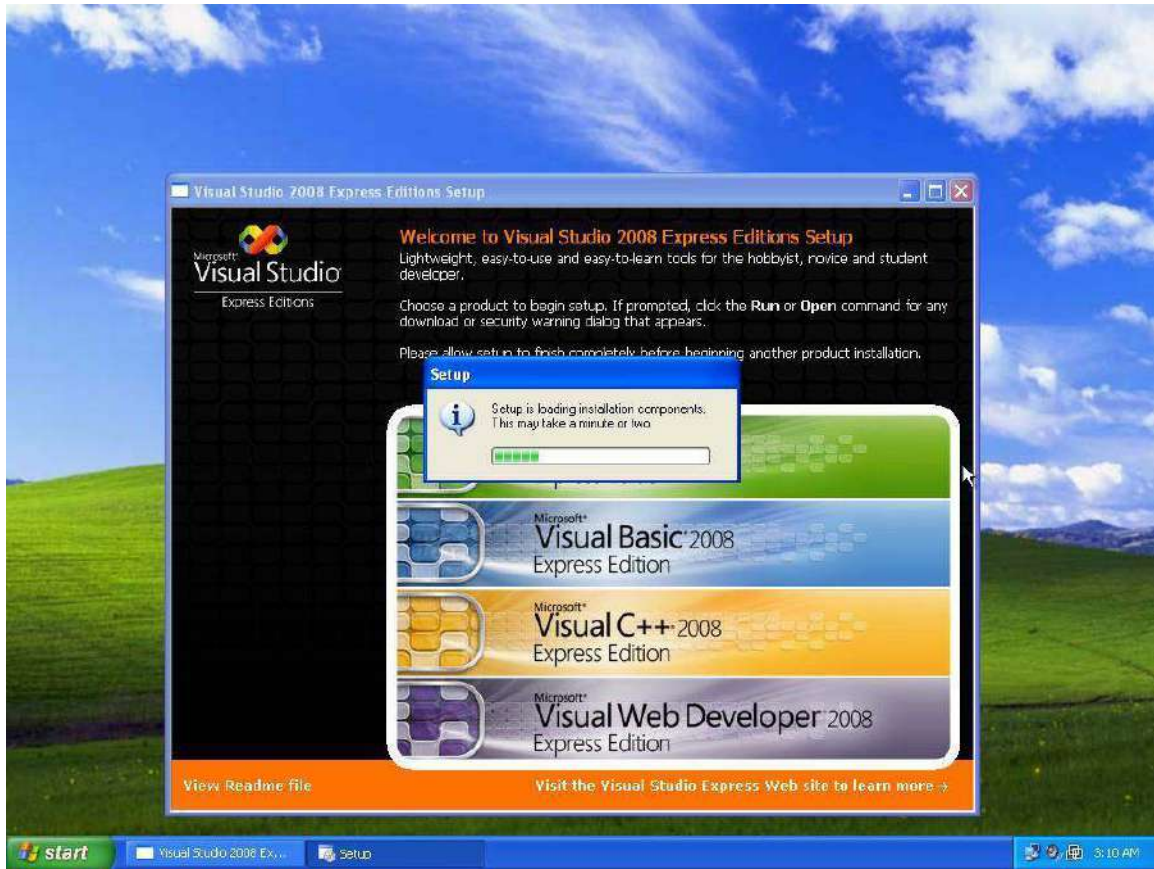 Visual Studio 2008 Express Editions Setup
Microsoft
Visual Studio
Express Editions
Welcome to Visual Studio 2008 Express Editions Setup
Lightweight, easy-to-use and easy-to-learn tools for the hobbyist, novice and student
developer.
Choose a product to begin setup. If prompted, click the Run or Open command for any
download or security warning dialog that appears.
Please allow setup to finish completely before beginning another product installation.
Setup
Setup is loading installation components.
This may take a minute or two
Microsoft
Visual Basic 2008
Express Edition
Microsoft
Visual C++ 2008
Express Edition
Microsoft
Visual Web Developer 2008
Express Edition
View Readme file
Visit the Visual Studio Express Web site to learn more →
start
Visual Studio 2008 Ex...
Setup
3:10 AM